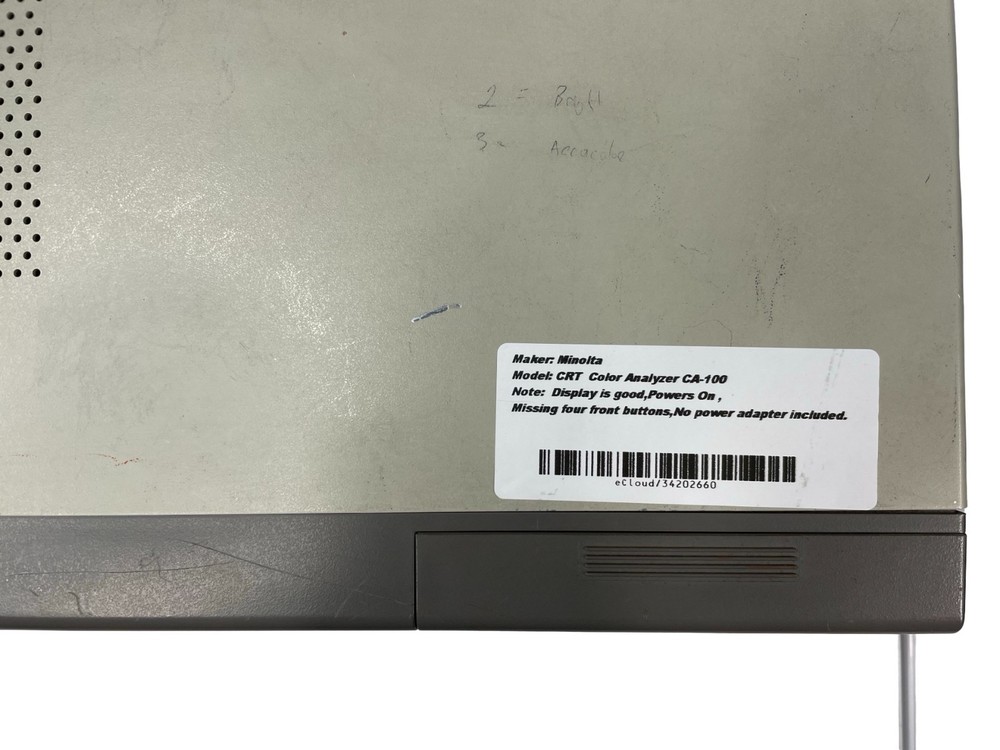 2 = Bright
3 =
Maker: Minolta
Model: CRT Color Analyzer CA-100
Note: Display is good,Powers On ,
Missing four front buttons,No power adapter included.
eCloud/34202660